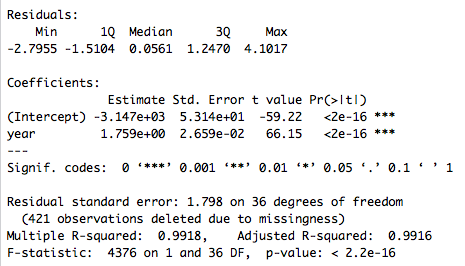 Residuals:
    Min      1Q  Median      3Q     Max
-2.7955 -1.5104  0.0561  1.2470  4.1017

Coefficients:
              Estimate Std. Error t value Pr(>|t|)
(Intercept) -3.147e+03  5.314e+01  -59.22   <2e-16 ***
year         1.759e+00  2.659e-02   66.15   <2e-16 ***
---
Signif. codes:  0 ‘***’ 0.001 ‘**’ 0.01 ‘*’ 0.05 ‘.’ 0.1 ‘ ’ 1

Residual standard error: 1.798 on 36 degrees of freedom
  (421 observations deleted due to missingness)
Multiple R-squared:  0.9918,	Adjusted R-squared:  0.9916
F-statistic:  4376 on 1 and 36 DF,  p-value: < 2.2e-16